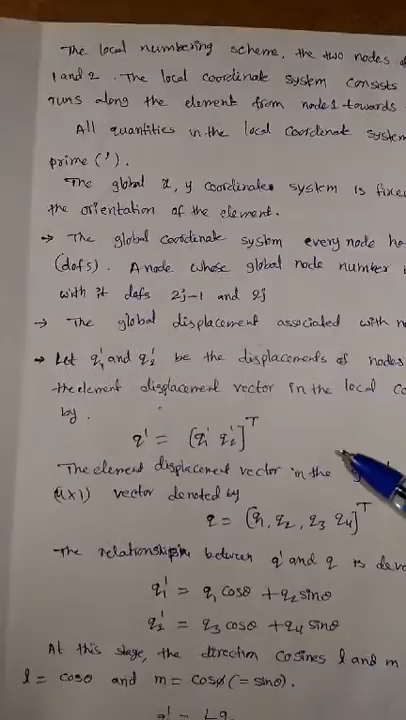 The local numbering scheme, the two nodes
1 and 2. The local coordinate system consists
runs along the element from node 1 towards
All quantities in the local coordinate system
prime (').
The global x, y coordinates system is fixed
the orientation of the element.
→ The global coordinate system every node
(dofs). A node whose global node number
with it dofs 2j-1 and 2j
→ The global displacement associated with
→ Let q₁' and q₂' be the displacements of nodes
the element displacement vector in the local
by.
q' = [q₁' q₂']ᵀ
The element displacement vector in the
(4x1) vector denoted by
q = [q₁, q₂, q₃ q₄]ᵀ
The relationship between q' and q is
q₁' = q₁ cosθ + q₂ sinθ
q₂' = q₃ cosθ + q₄ sinθ
At this stage, the direction cosines l and m
l = cosθ and m = cosφ (= sinθ).
q' = Lq